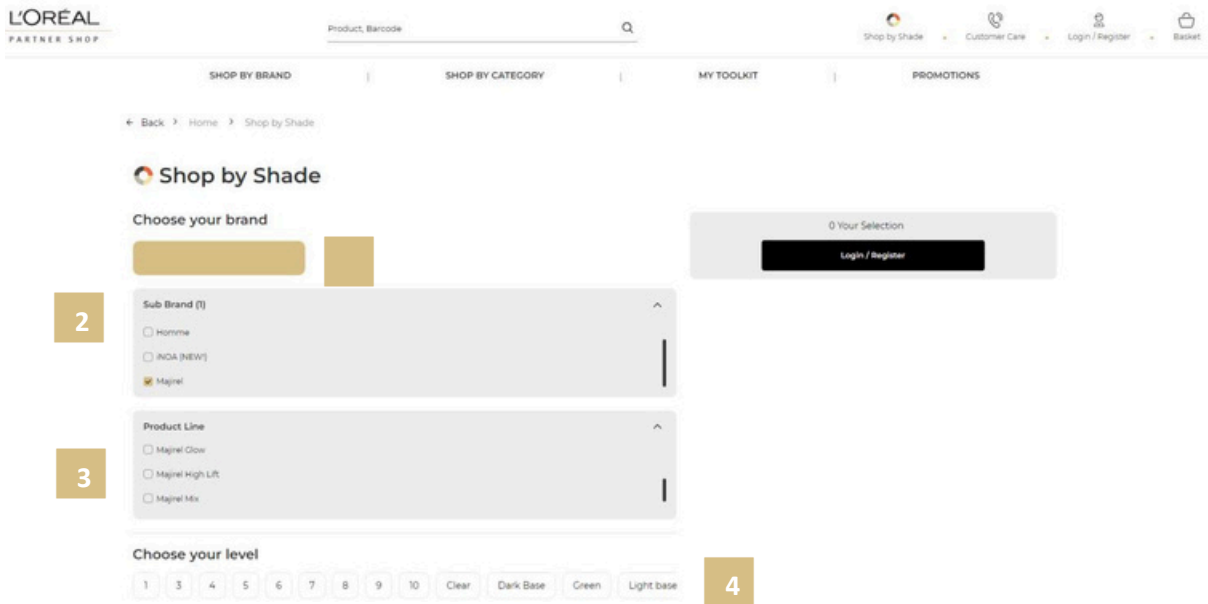 L'ORÉAL
PARTNER SHOP
Product, Barcode
Shop by Shade
Customer Care
Login / Register
Basket
SHOP BY BRAND | SHOP BY CATEGORY | MY TOOLKIT | PROMOTIONS
← Back > Home > Shop by Shade
Shop by Shade
Choose your brand
0 Your Selection
Login / Register
2
Sub Brand (1)
Homme
iNOA (NEW!)
Majirel
3
Product Line
Majirel Glow
Majirel High Lift
Majirel Mix
Choose your level
1 3 4 5 6 7 8 9 10 Clear Dark Base Green Light base
4